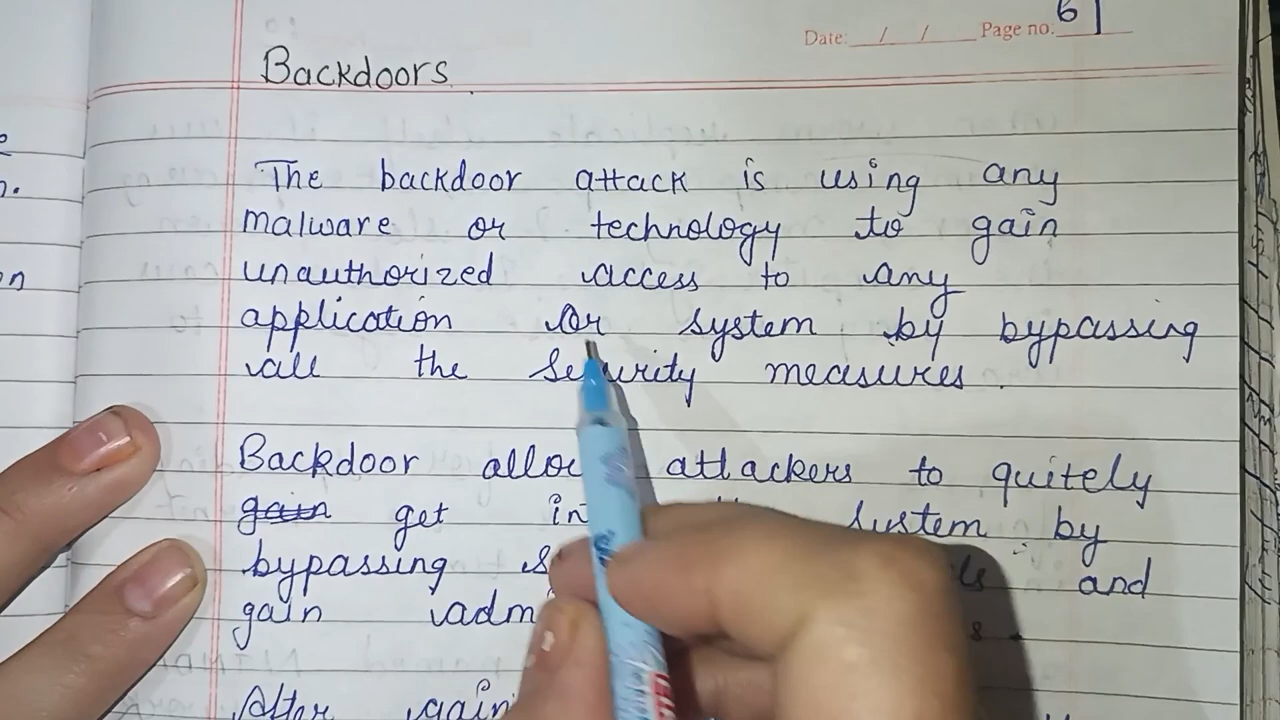 Date: / / Page no: 61
Backdoors
The backdoor attack is using any
malware or technology to gain
unauthorized access to any
application or system by bypassing
all the security measures.
Backdoor attackers to quitely
gain get system by
bypassing and
gain
After